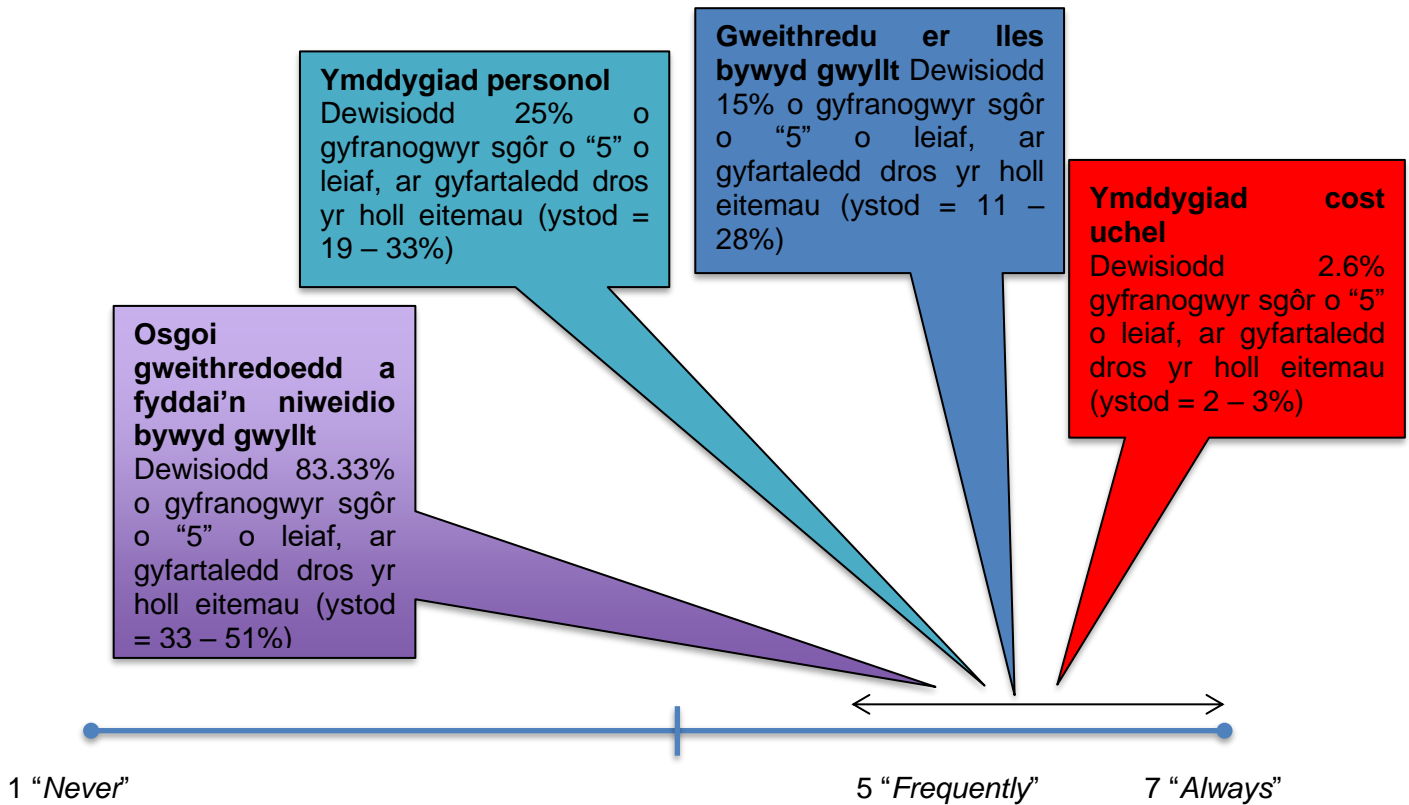 Gweithredu er lles
bywyd gwyllt Dewisiodd
15% o gyfranogwyr sgôr
o “5” o leiaf, ar
gyfartaledd dros yr holl
eitemau (ystod = 11 –
28%)
Ymddygiad personol
Dewisiodd 25% o
gyfranogwyr sgôr o “5” o
leiaf, ar gyfartaledd dros
yr holl eitemau (ystod =
19 – 33%)
Ymddygiad cost
uchel
Dewisiodd 2.6%
gyfranogwyr sgôr o “5”
o leiaf, ar gyfartaledd
dros yr holl eitemau
(ystod = 2 – 3%)
Osgoi
gweithredoedd a
fyddai’n niweidio
bywyd gwyllt
Dewisiodd 83.33%
o gyfranogwyr sgôr
o “5” o leiaf, ar
gyfartaledd dros yr
holl eitemau (ystod
= 33 – 51%)
1 “Never”
5 “Frequently”
7 “Always”